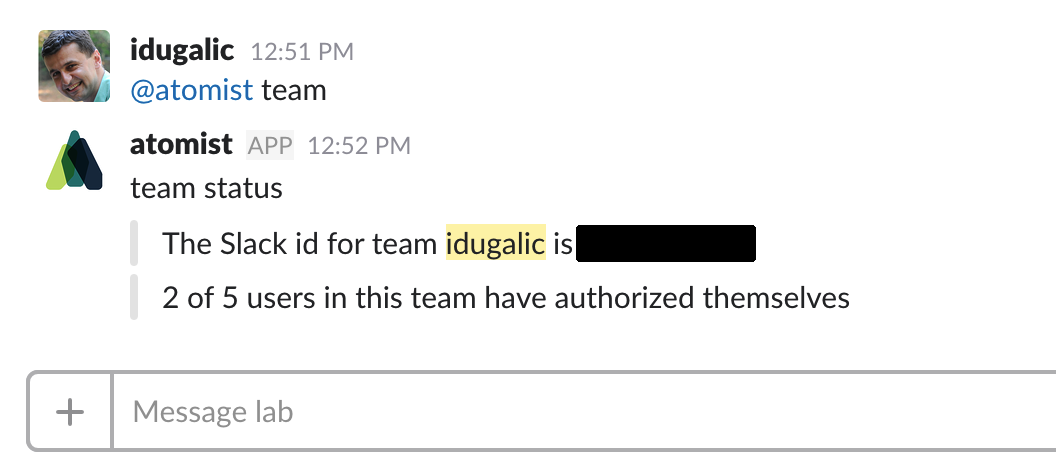 idugalic 12:51 PM
@atomist team
atomist APP 12:52 PM
team status
The Slack id for team idugalic is
2 of 5 users in this team have authorized themselves
+ Message lab